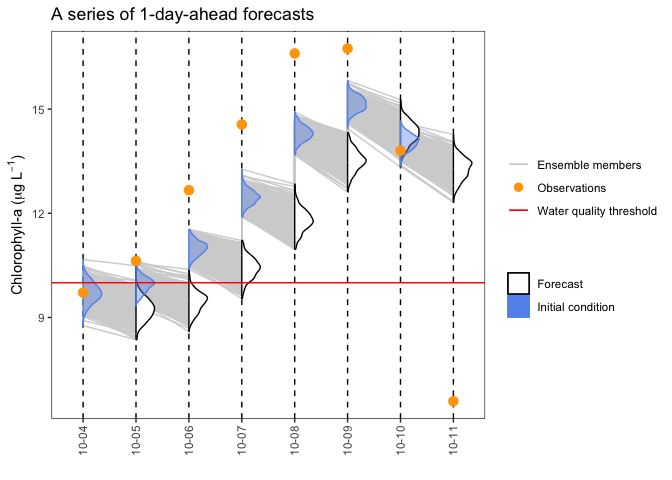 A series of 1-day-ahead forecasts
Chlorophyll-a (μg L⁻¹)
15
12
9
10-04
10-05
10-06
10-07
10-08
10-09
10-10
10-11
Ensemble members
Observations
Water quality threshold
Forecast
Initial condition